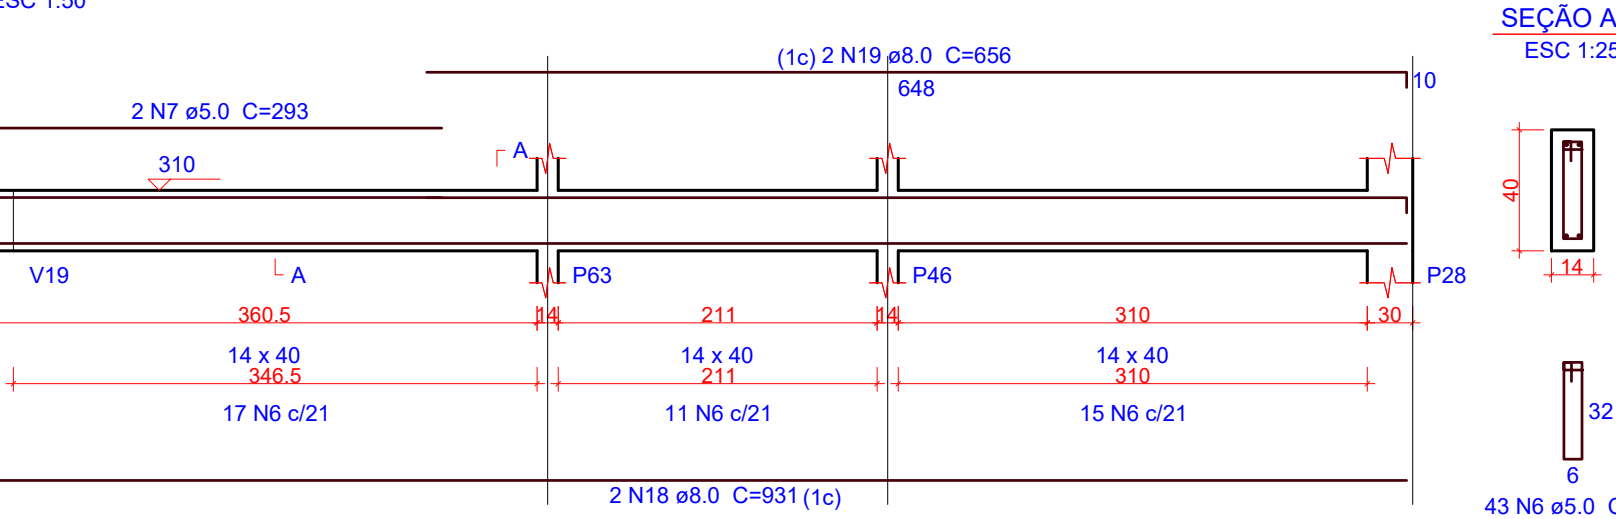 ESC 1:50
SEÇÃO A
ESC 1:25
(1c) 2 N19 ø8.0 C=656
648
10
2 N7 ø5.0 C=293
310
A
40
14
V19
A
P63
P46
P28
360.5
14
211
14
310
30
14 x 40
14 x 40
14 x 40
346.5
211
310
17 N6 c/21
11 N6 c/21
15 N6 c/21
32
6
2 N18 ø8.0 C=931 (1c)
43 N6 ø5.0 C